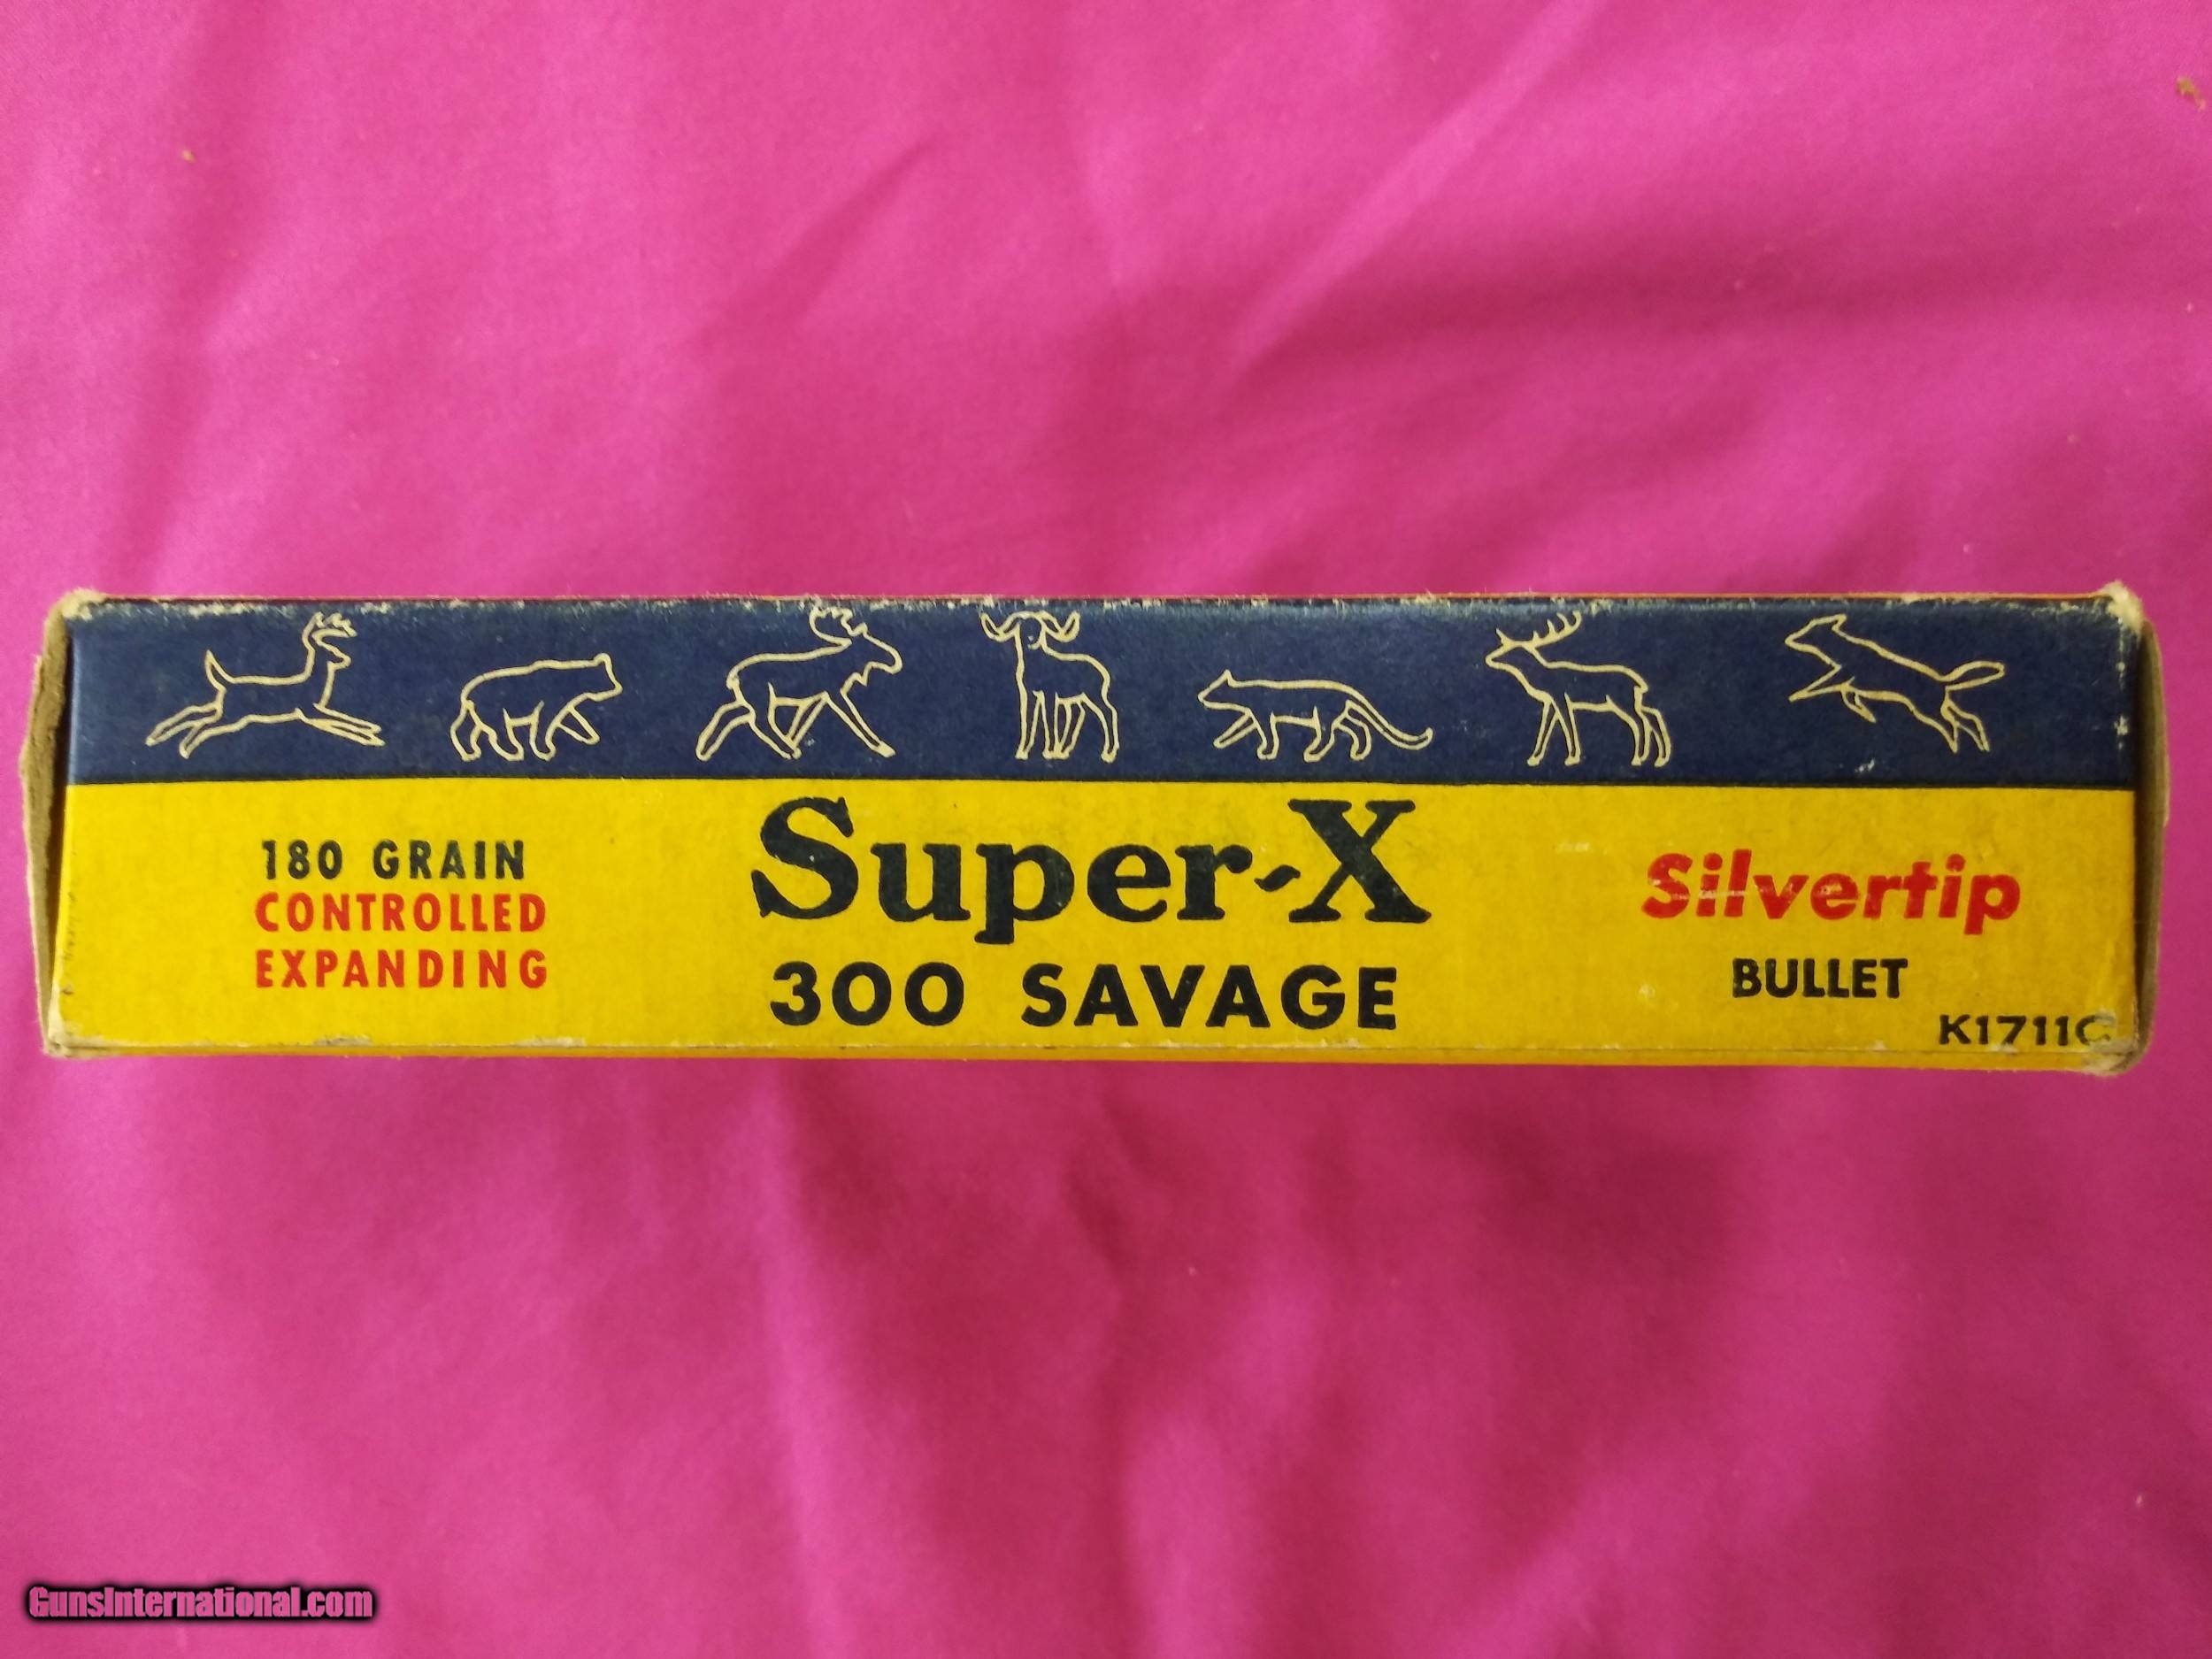 180 GRAIN
CONTROLLED
EXPANDING
Super-X
300 SAVAGE
Silvertip
BULLET
K1711C
GunsInternational.com